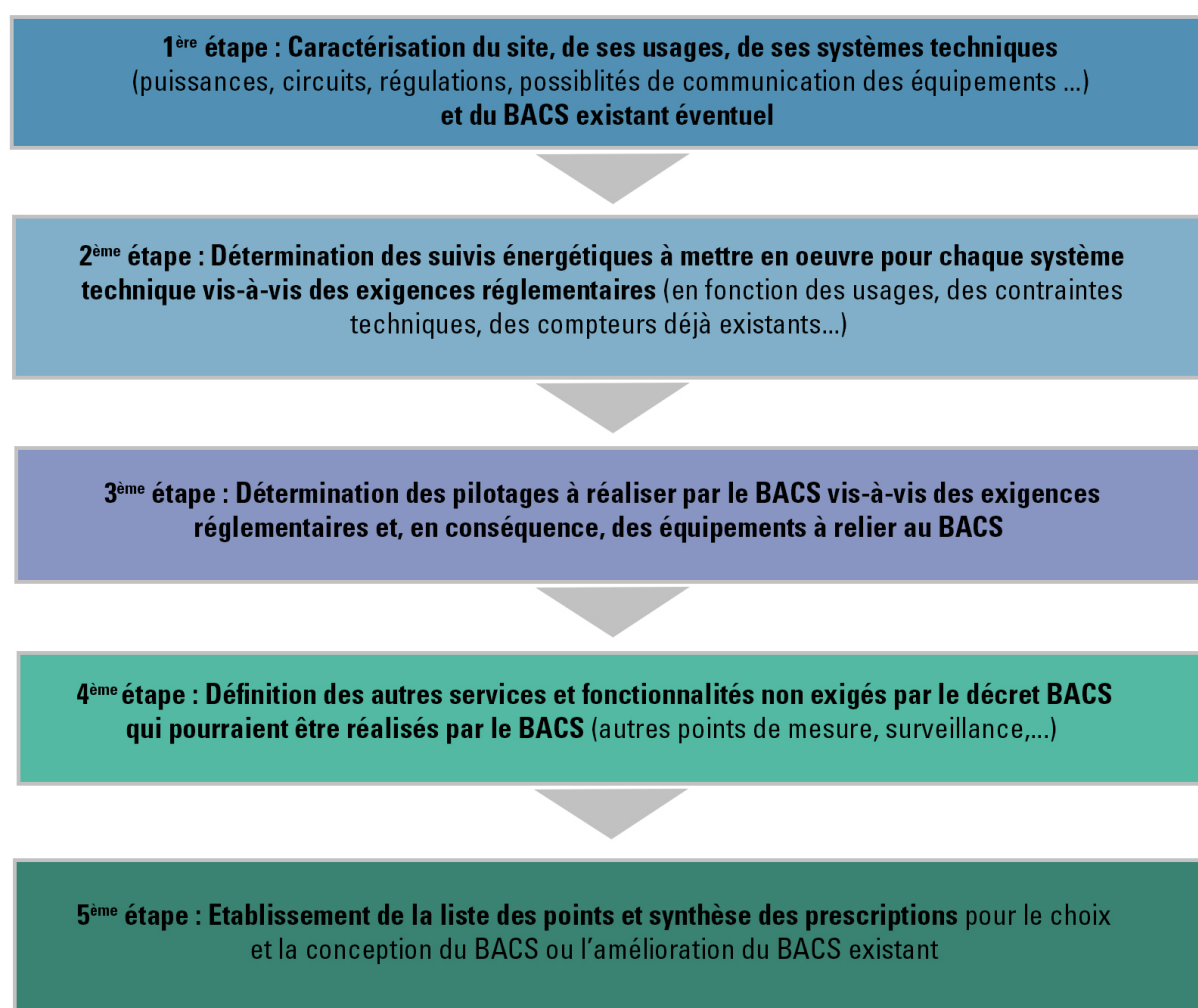 1ère étape : Caractérisation du site, de ses usages, de ses systèmes techniques
(puissances, circuits, régulations, possiblités de communication des équipements ...)
et du BACS existant éventuel
2ème étape : Détermination des suivis énergétiques à mettre en oeuvre pour chaque système
technique vis-à-vis des exigences réglementaires (en fonction des usages, des contraintes
techniques, des compteurs déjà existants...)
3ème étape : Détermination des pilotages à réaliser par le BACS vis-à-vis des exigences
réglementaires et, en conséquence, des équipements à relier au BACS
4ème étape : Définition des autres services et fonctionnalités non exigés par le décret BACS
qui pourraient être réalisés par le BACS (autres points de mesure, surveillance,...)
5ème étape : Etablissement de la liste des points et synthèse des prescriptions pour le choix
et la conception du BACS ou l’amélioration du BACS existant